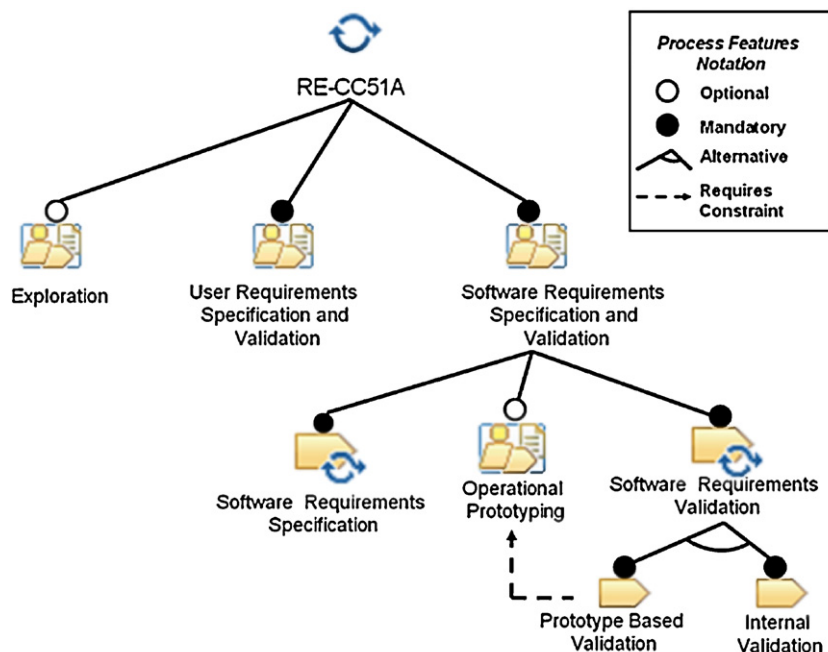 RE-CC51A
Process Features
Notation
Optional
Mandatory
Alternative
Requires
Constraint
Exploration
User Requirements
Specification and
Validation
Software Requirements
Specification and
Validation
Software Requirements
Specification
Operational
Prototyping
Software Requirements
Validation
Prototype Based
Validation
Internal
Validation